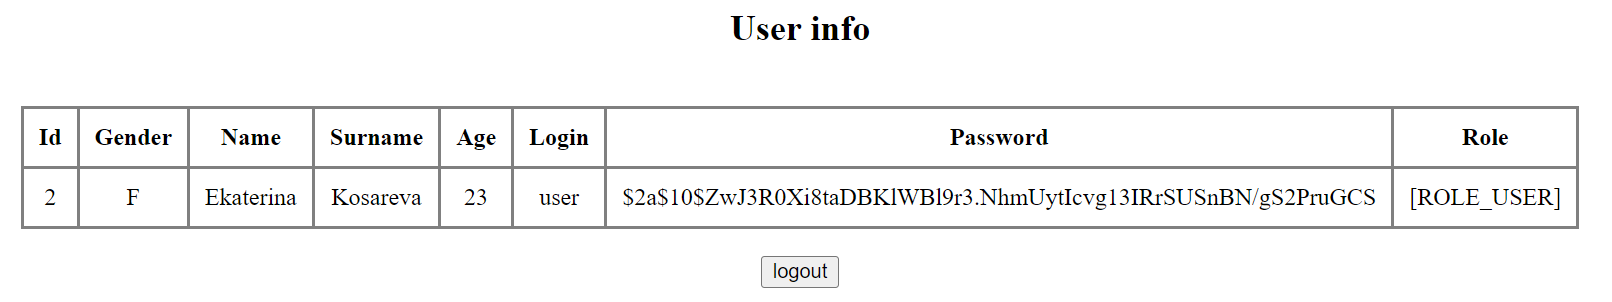 User info
Id Gender Name Surname Age Login Password Role
2 F Ekaterina Kosareva 23 user $2a$10$ZwJ3R0Xi8taDBKlWBl9r3.NhmUytIcvg13IRrSUSnBN/gS2PruGCS [ROLE_USER]
logout